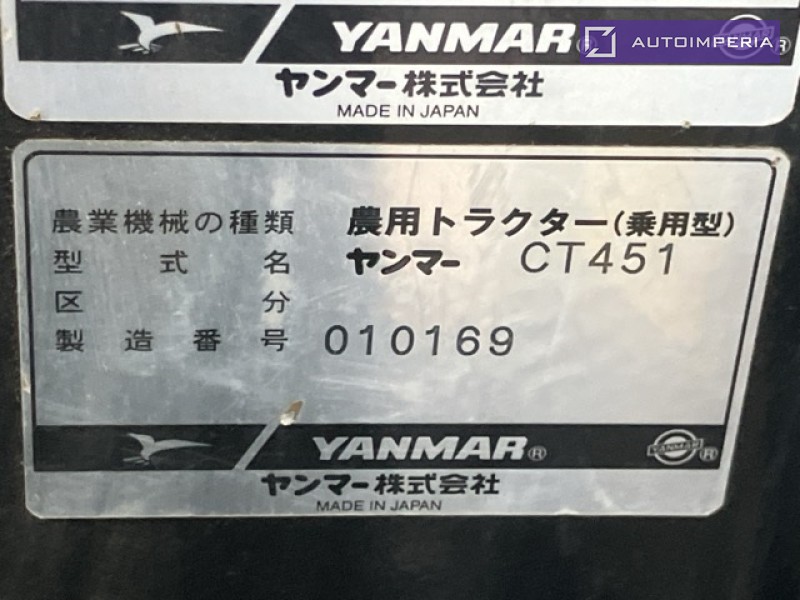 YANMAR®
AUTOIMPERIA
ヤンマー株式会社
MADE IN JAPAN
農業機械の種類 農用トラクター(乗用型)
型式名 ヤンマー CT451
区分
製造番号 010169
YANMAR® YANMAR®
ヤンマー株式会社
MADE IN JAPAN